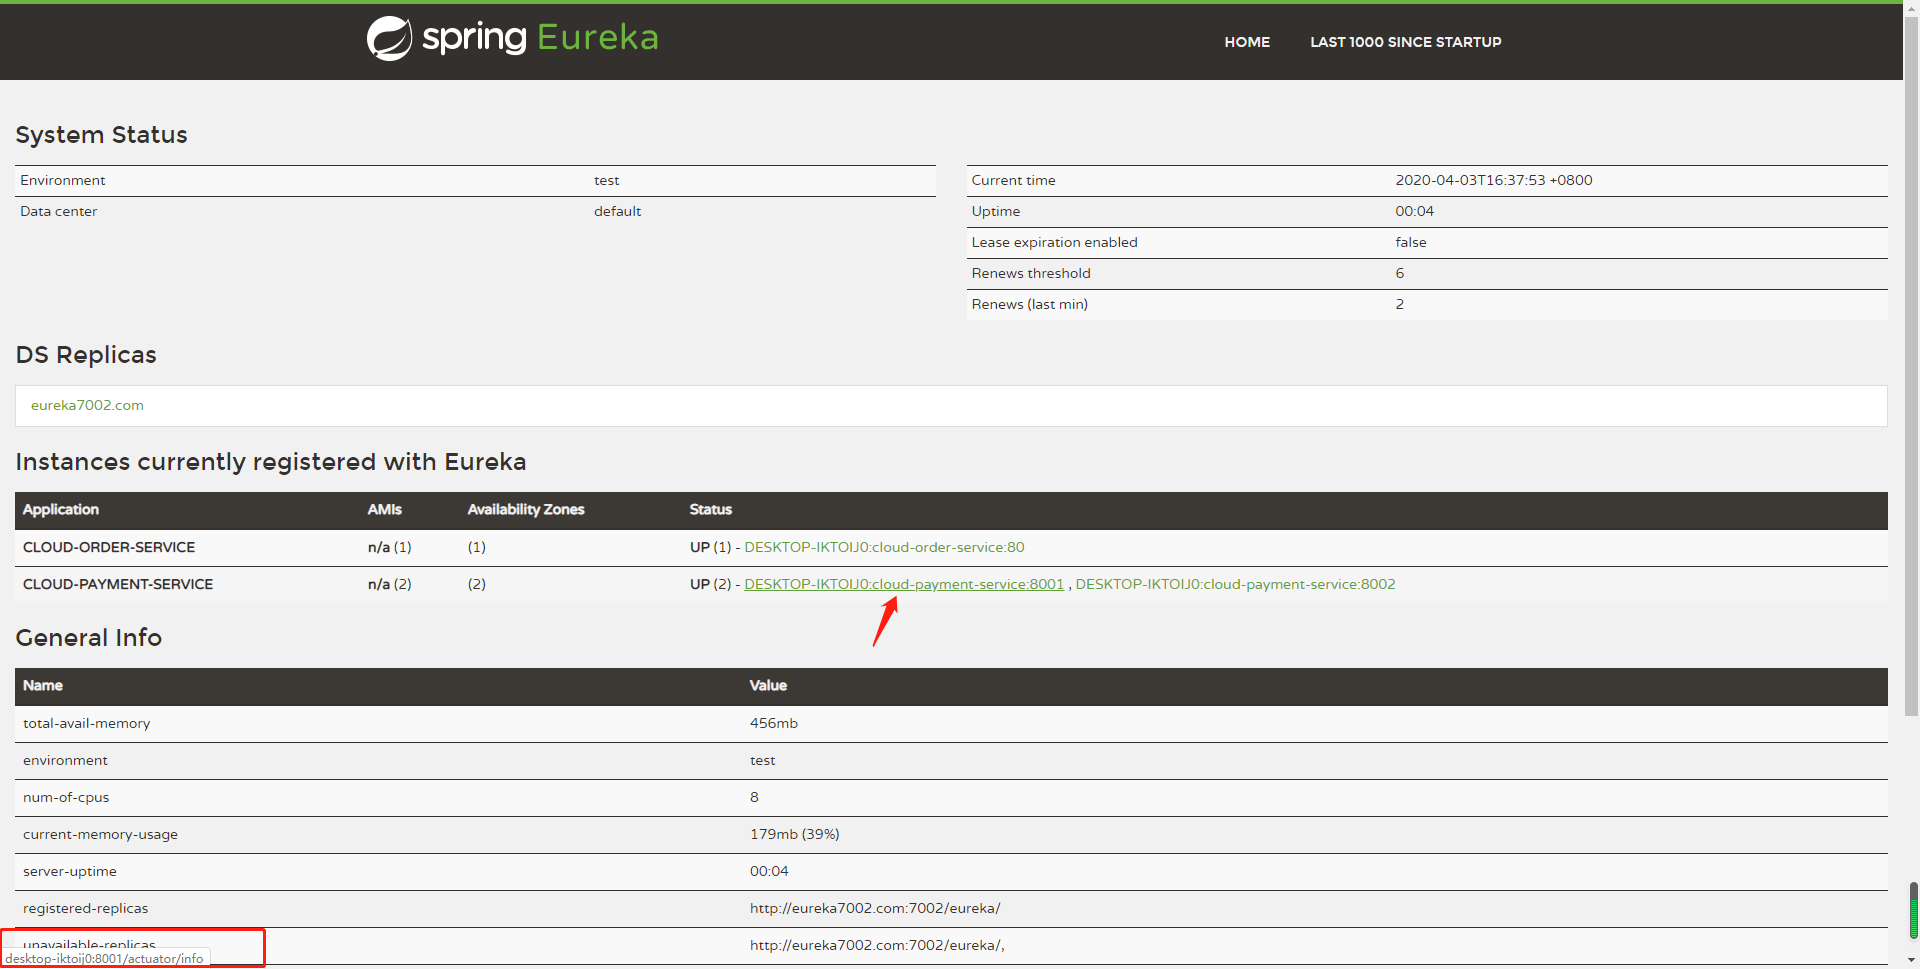 spring Eureka
HOME LAST 1000 SINCE STARTUP
System Status
Environment test
Data center default
Current time 2020-04-03T16:37:53 +0800
Uptime 00:04
Lease expiration enabled false
Renews threshold 6
Renews (last min) 2
DS Replicas
eureka7002.com
Instances currently registered with Eureka
Application AMIs Availability Zones Status
CLOUD-ORDER-SERVICE n/a (1) (1) UP (1) - DESKTOP-IKTOIJ0:cloud-order-service:80
CLOUD-PAYMENT-SERVICE n/a (2) (2) UP (2) - DESKTOP-IKTOIJ0:cloud-payment-service:8001 , DESKTOP-IKTOIJ0:cloud-payment-service:8002
General Info
Name Value
total-avail-memory 456mb
environment test
num-of-cpus 8
current-memory-usage 179mb (39%)
server-uptime 00:04
registered-replicas http://eureka7002.com:7002/eureka/
unavailable-replicas http://eureka7002.com:7002/eureka/,
desktop-iktoij0:8001/actuator/info